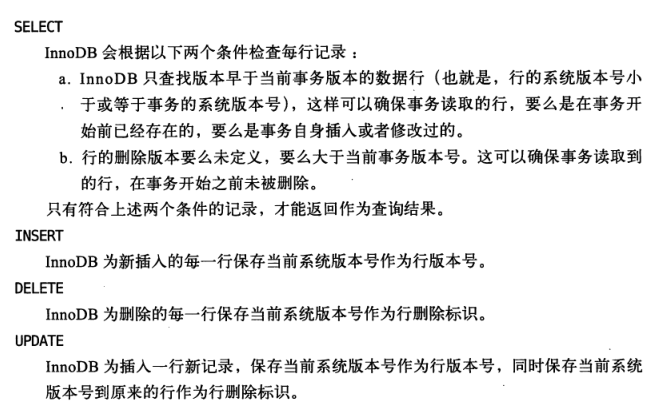 SELECT
InnoDB 会根据以下两个条件检查每行记录：
a. InnoDB 只查找版本早于当前事务版本的数据行（也就是，行的系统版本号小
于或等于事务的系统版本号），这样可以确保事务读取的行，要么是在事务开
始前已经存在的，要么是事务自身插入或者修改过的。
b. 行的删除版本要么未定义，要么大于当前事务版本号。这可以确保事务读取到
的行，在事务开始之前未被删除。
只有符合上述两个条件的记录，才能返回作为查询结果。
INSERT
InnoDB 为新插入的每一行保存当前系统版本号作为行版本号。
DELETE
InnoDB 为删除的每一行保存当前系统版本号作为行删除标识。
UPDATE
InnoDB 为插入一行新记录，保存当前系统版本号作为行版本号，同时保存当前系统
版本号到原来的行作为行删除标识。